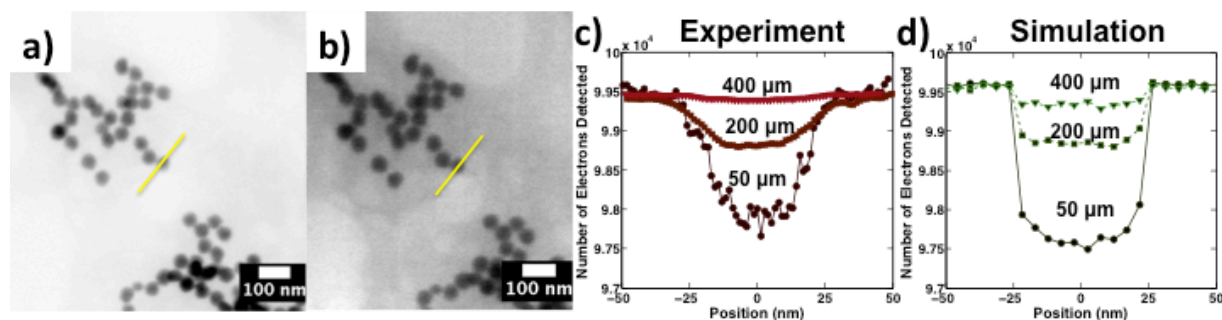 a)
100 nm
b)
100 nm
c) Experiment
x 10⁴
10
9.95
9.9
9.85
9.8
9.75
9.7
Number of Electrons Detected
400 µm
200 µm
50 µm
−50 −25 0 25 50
Position (nm)
d) Simulation
x 10⁴
10
9.95
9.9
9.85
9.8
9.75
9.7
Number of Electrons Detected
400 µm
200 µm
50 µm
−50 −25 0 25 50
Position (nm)